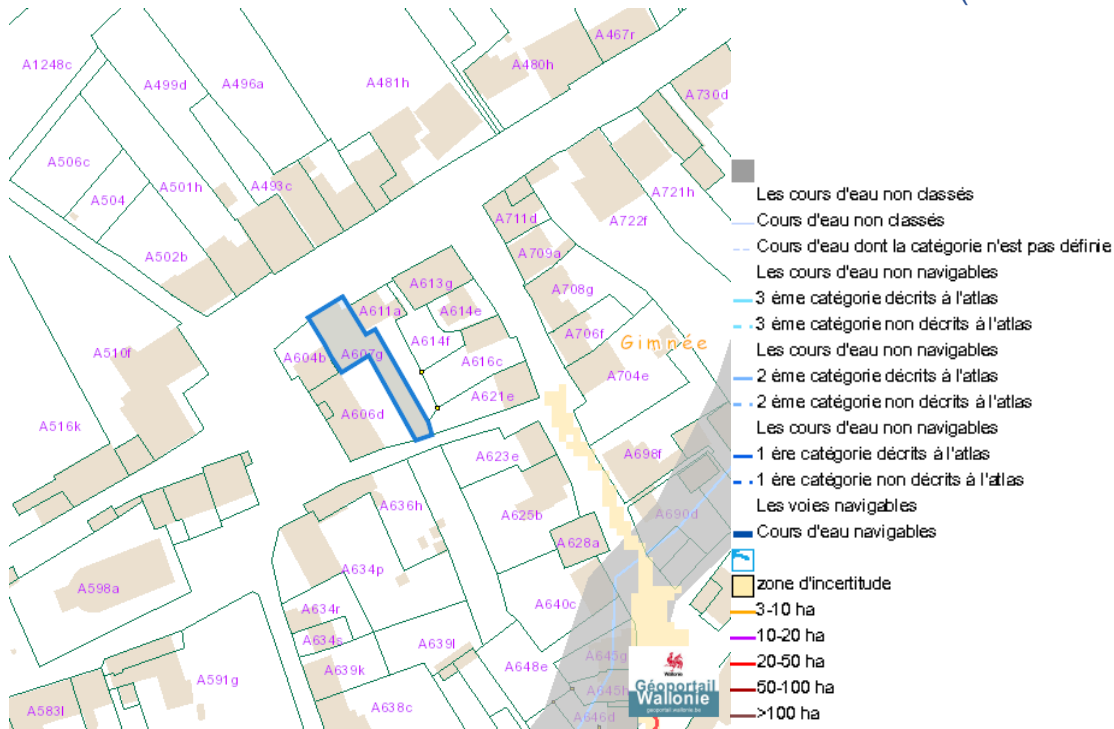 A467r
A480h
A1248c
A499d
A496a
A481h
A730d
A506c
A504
A501h
A493c
A721h
A711d
A722f
A502b
A709a
A613g
A708g
A611a
A614e
A706f
A614f
Gimnée
A510f
A604b
A607g
A616c
A704e
A621e
A606d
A516k
A623e
A698f
A636h
A625b
A690d
A628a
A634p
A598a
A640c
A634r
A634s
A639l
A645g
A639k
A648e
A591g
A645h
A583l
A638c
A646d
Wallonie
Géoportail
Wallonie
geoportail.wallonie.be
Les cours d'eau non classés
Cours d'eau non classés
Cours d'eau dont la catégorie n'est pas définie
Les cours d'eau non navigables
3 ème catégorie décrits à l'atlas
3 ème catégorie non décrits à l'atlas
Les cours d'eau non navigables
2 ème catégorie décrits à l'atlas
2 ème catégorie non décrits à l'atlas
Les cours d'eau non navigables
1 ère catégorie décrits à l'atlas
1 ère catégorie non décrits à l'atlas
Les voies navigables
Cours d'eau navigables
zone d'incertitude
3-10 ha
10-20 ha
20-50 ha
50-100 ha
>100 ha